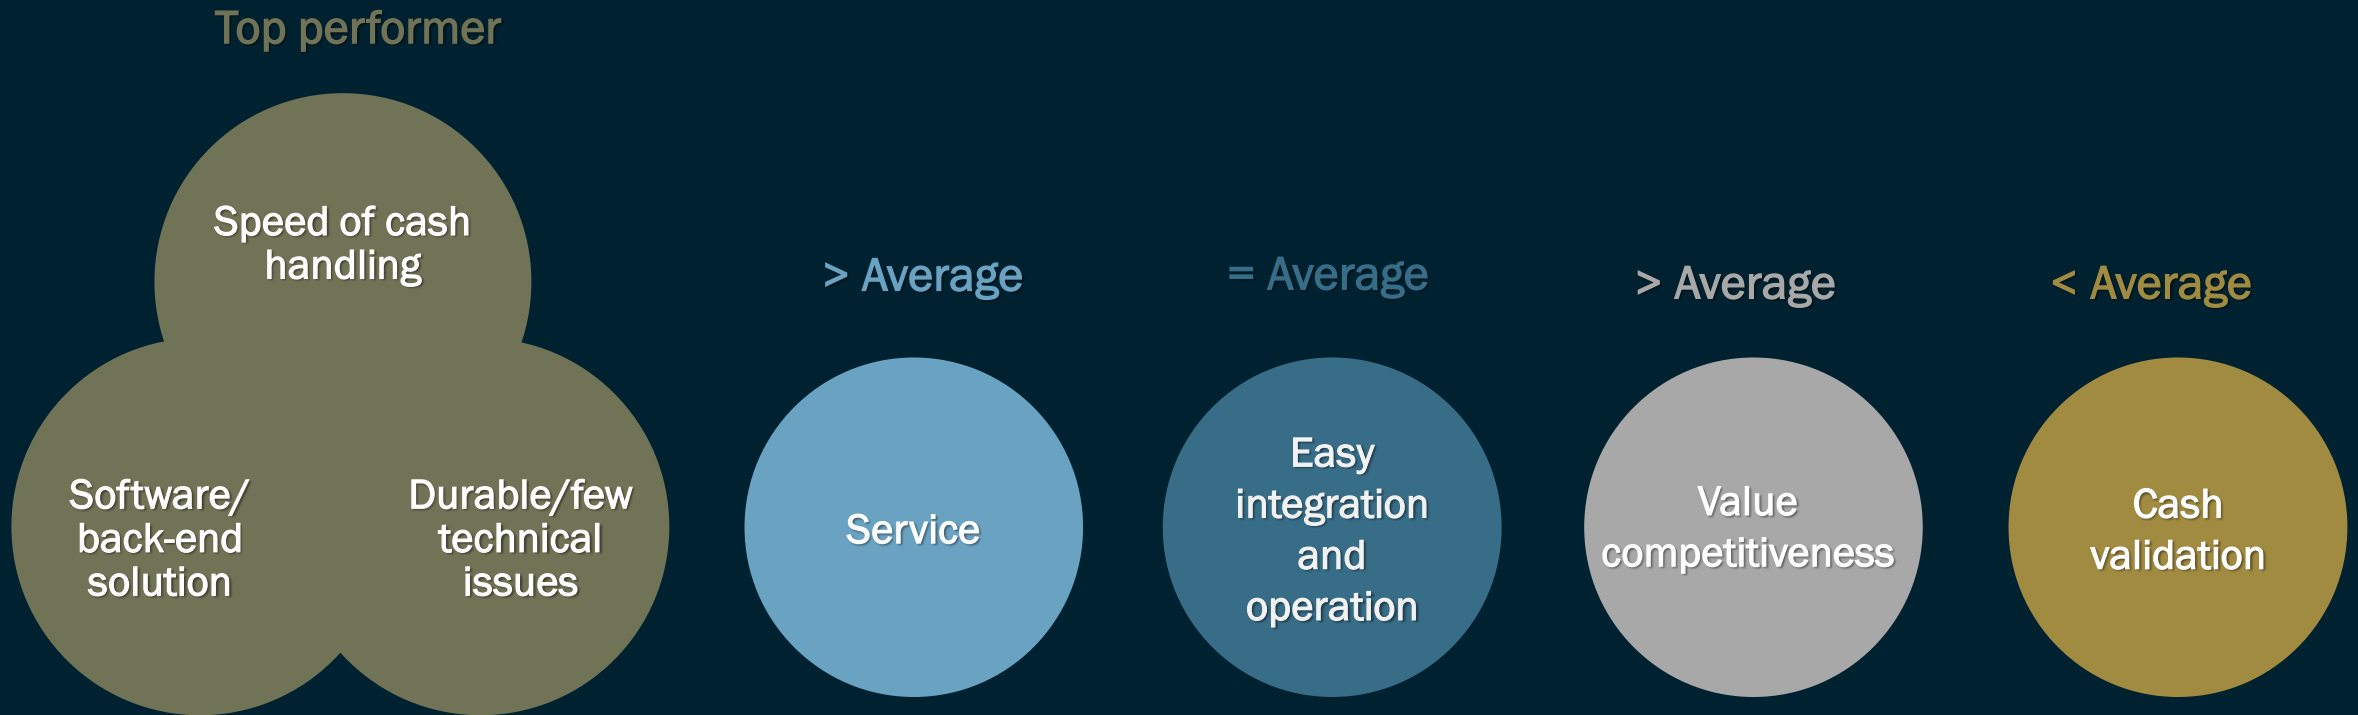 Top performer
Speed of cash
handling
Software/
back-end
solution
Durable/few
technical
issues
> Average
Service
= Average
Easy
integration
and
operation
> Average
Value
competitiveness
< Average
Cash
validation